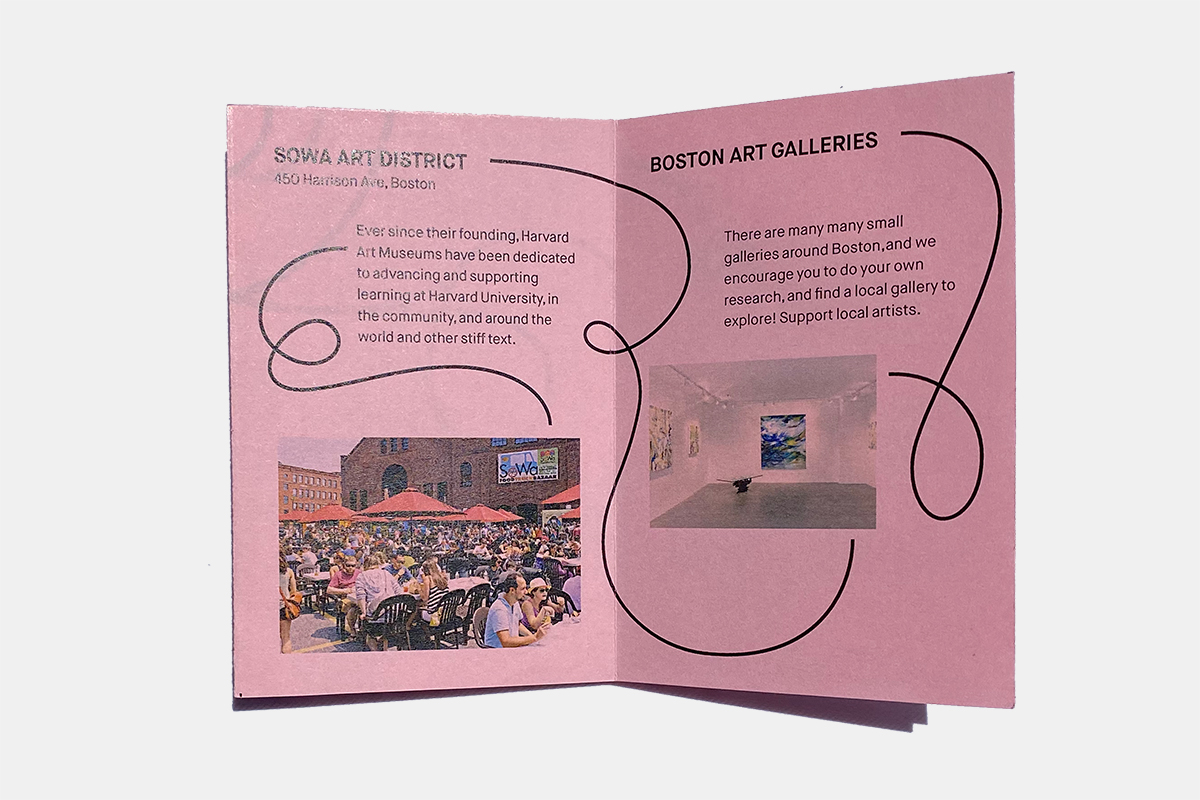 SOWA ART DISTRICT
450 Harrison Ave, Boston
Ever since their founding, Harvard
Art Museums have been dedicated
to advancing and supporting
learning at Harvard University, in
the community, and around the
world and other stiff text.
SoWa
FOOD TRUCK BAZAAR
BOSTON ART GALLERIES
There are many many small
galleries around Boston,and we
encourage you to do your own
research, and find a local gallery to
explore! Support local artists.